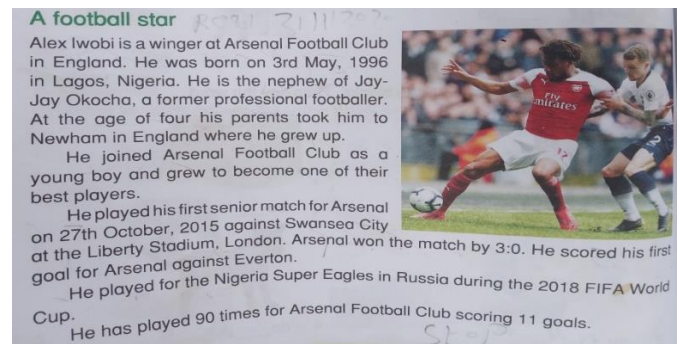 A football star
Alex Iwobi is a winger at Arsenal Football Club
in England. He was born on 3rd May, 1996
in Lagos, Nigeria. He is the nephew of Jay-
Jay Okocha, a former professional footballer.
At the age of four his parents took him to
Newham in England where he grew up.
He joined Arsenal Football Club as a
young boy and grew to become one of their
best players.
He played his first senior match for Arsenal
on 27th October, 2015 against Swansea City
at the Liberty Stadium, London. Arsenal won the match by 3:0. He scored his first
goal for Arsenal against Everton.
He played for the Nigeria Super Eagles in Russia during the 2018 FIFA World
Cup.
He has played 90 times for Arsenal Football Club scoring 11 goals.
Stop
Fly
Emirates
17
2